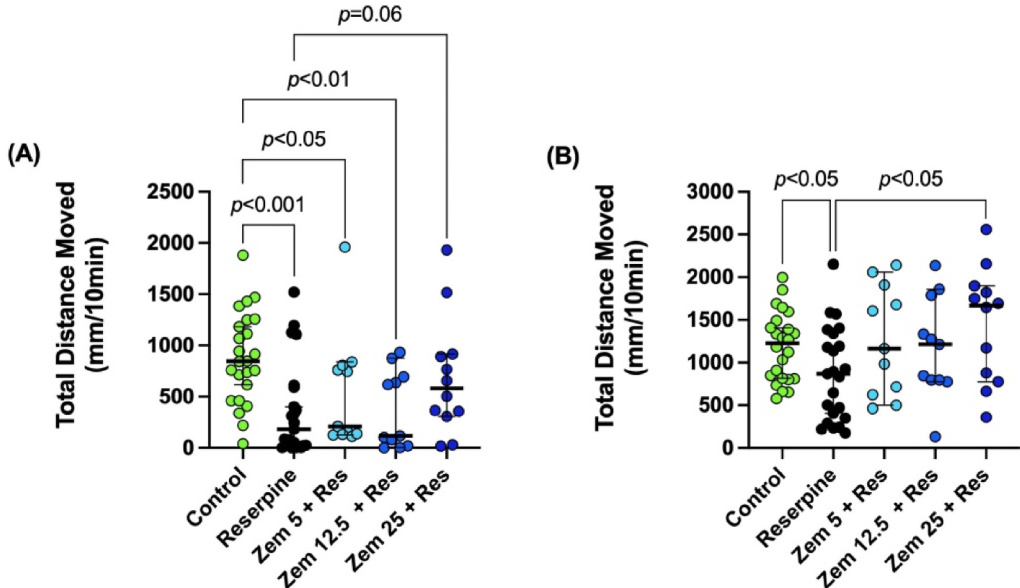 p=0.06
p<0.01
p<0.05
p<0.001
(A)
Total Distance Moved
(mm/10min)
2500
2000
1500
1000
500
0
Control
Reserpine
Zem 5 + Res
Zem 12.5 + Res
Zem 25 + Res
(B)
p<0.05
p<0.05
Total Distance Moved
(mm/10min)
3000
2500
2000
1500
1000
500
0
Control
Reserpine
Zem 5 + Res
Zem 12.5 + Res
Zem 25 + Res